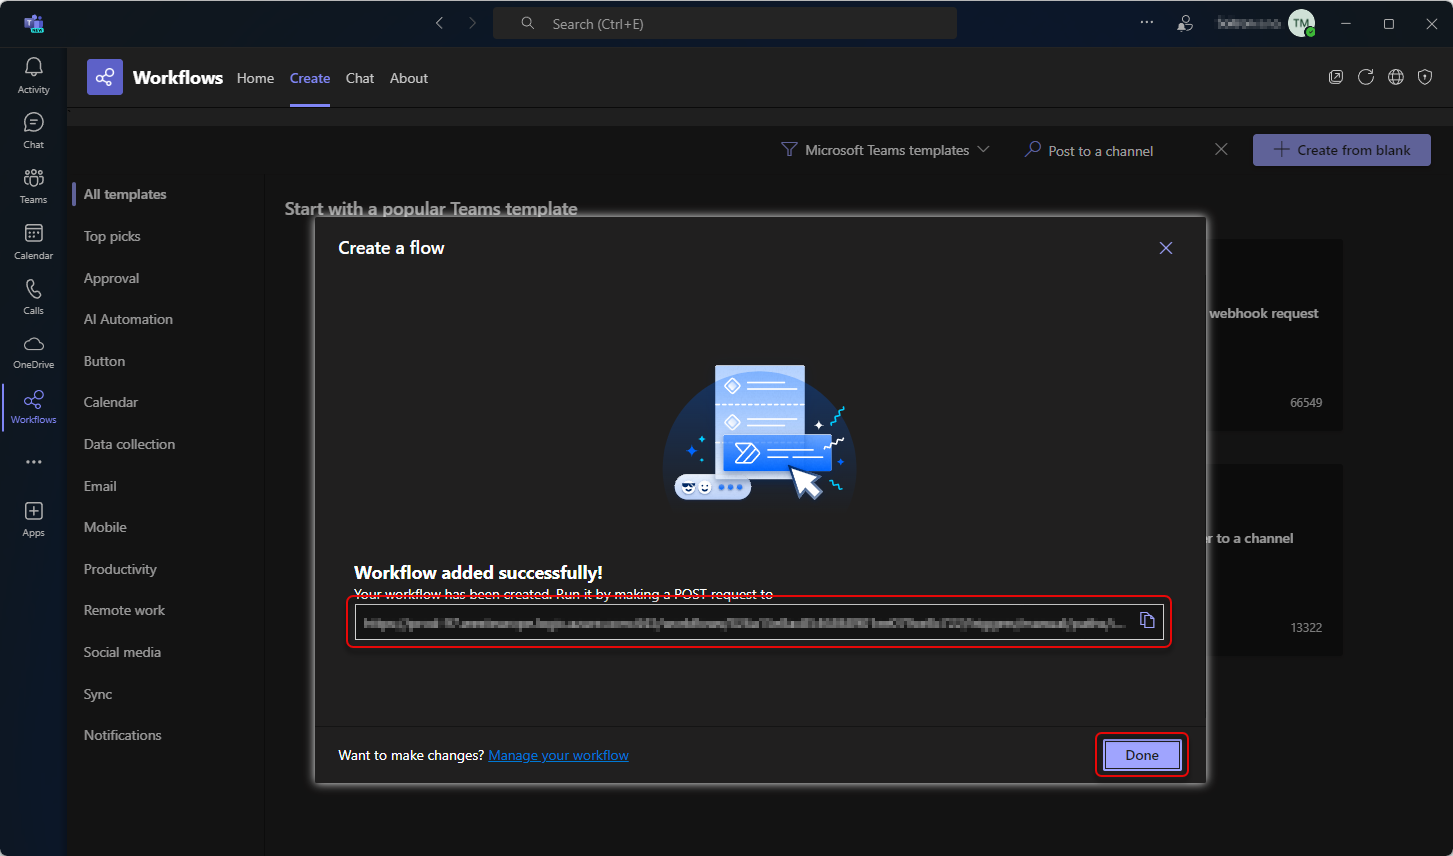 NEW
Search (Ctrl+E)
TM
Activity
Chat
Teams
Calendar
Calls
OneDrive
Workflows
Apps
Workflows
Home
Create
Chat
About
Microsoft Teams templates
Post to a channel
Create from blank
All templates
Top picks
Approval
AI Automation
Button
Calendar
Data collection
Email
Mobile
Productivity
Remote work
Social media
Sync
Notifications
Start with a popular Teams template
webhook request
66549
r to a channel
13322
Create a flow
Workflow added successfully!
Your workflow has been created. Run it by making a POST request to
Want to make changes? Manage your workflow
Done